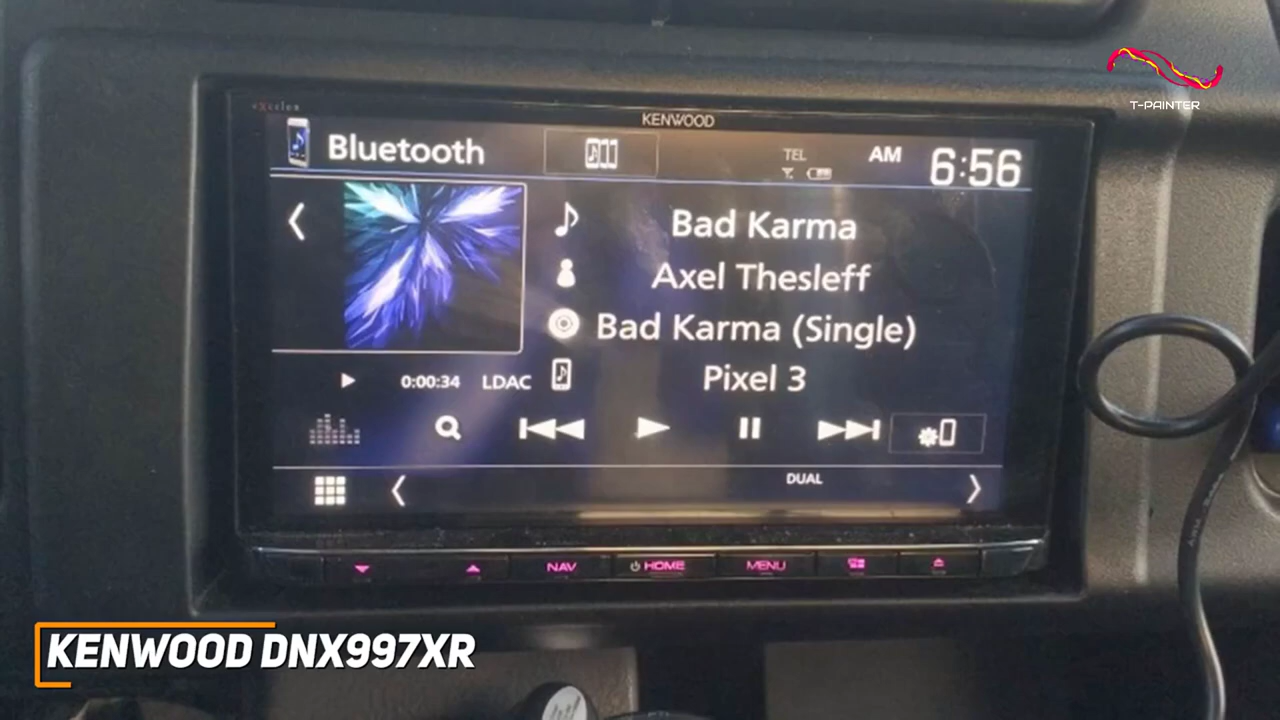 T-PAINTER
eXcelon
KENWOOD
Bluetooth
TEL
AM 6:56
Bad Karma
Axel Thesleff
Bad Karma (Single)
0:00:34 LDAC
Pixel 3
DUAL
NAV
HOME
MENU
KENWOOD DNX997XR